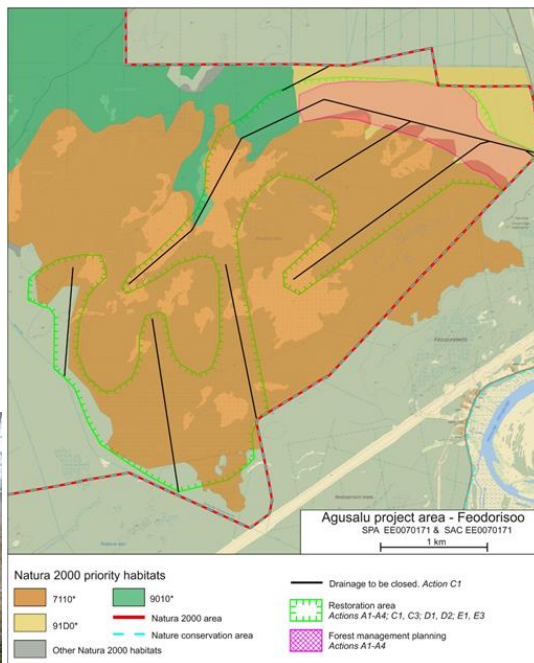 Agusalu project area - Feodorisoo
SPA EE0070171 & SAC EE0070171
1 km
Natura 2000 priority habitats
7110*
9010*
91D0*
Natura 2000 area
Other Natura 2000 habitats
Nature conservation area
Drainage to be closed. Action C1
Restoration area
Actions A1-A4; C1, C3; D1, D2; E1, E3
Forest management planning
Actions A1-A4